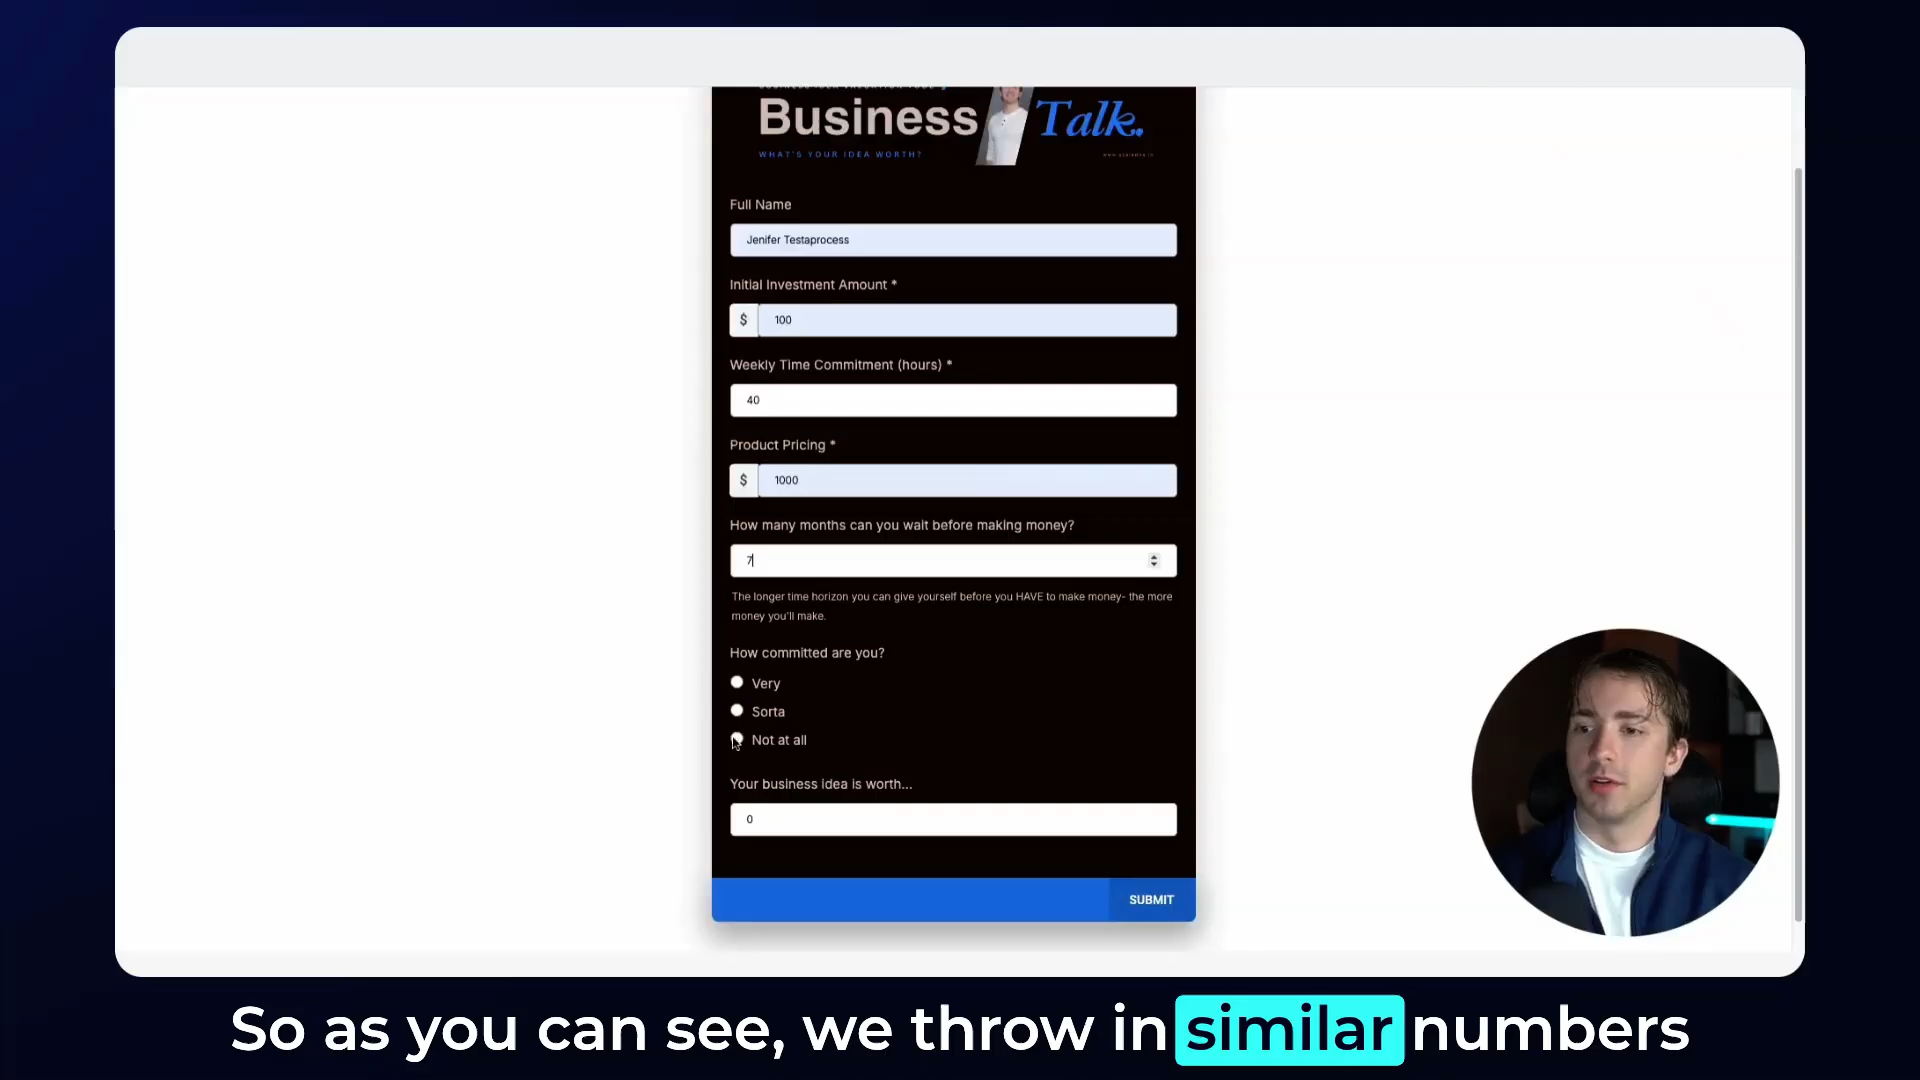 Business Talk.
WHAT'S YOUR IDEA WORTH?
Full Name
Jenifer Testaprocess
Initial Investment Amount *
$ 100
Weekly Time Commitment (hours) *
40
Product Pricing *
$ 1000
How many months can you wait before making money?
7
The longer time horizon you can give yourself before you HAVE to make money- the more
money you'll make.
How committed are you?
Very
Sorta
Not at all
Your business idea is worth...
0
SUBMIT
So as you can see, we throw in similar numbers